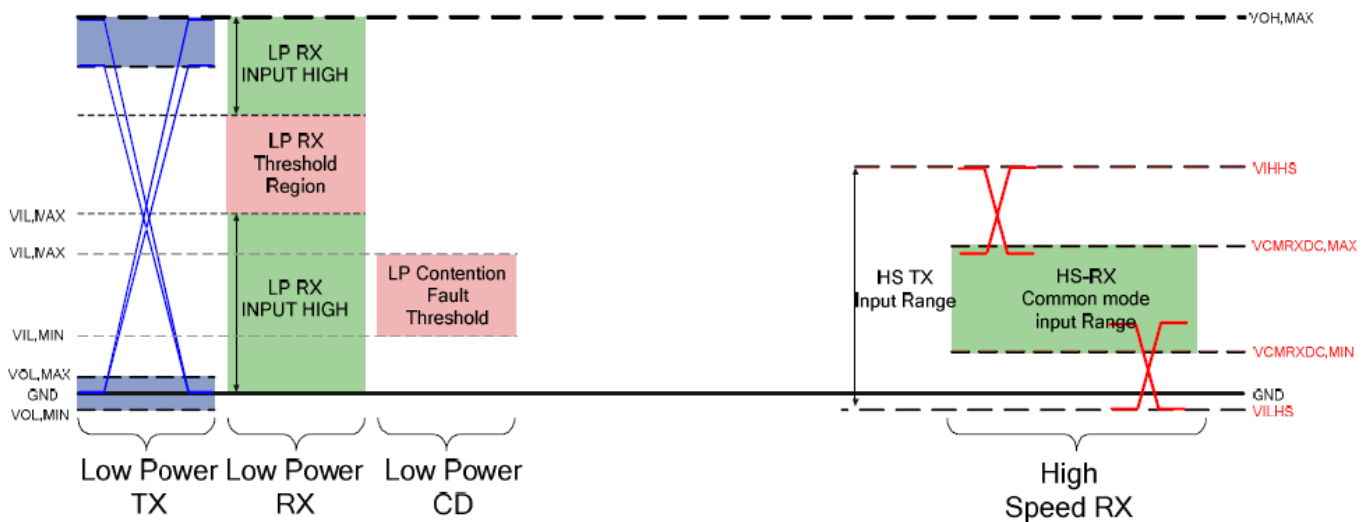 VOH,MAX
LP RX
INPUT HIGH
LP RX
Threshold
Region
VIHHS
VIL,MAX
VIL,MAX
VCMRXDC,MAX
LP Contention
Fault
Threshold
LP RX
INPUT HIGH
HS TX
Input Range
HS-RX
Common mode
input Range
VIL,MIN
VCMRXDC,MIN
VOL,MAX
GND
GND
VOL,MIN
VILHS
Low Power
TX
Low Power
RX
Low Power
CD
High
Speed RX